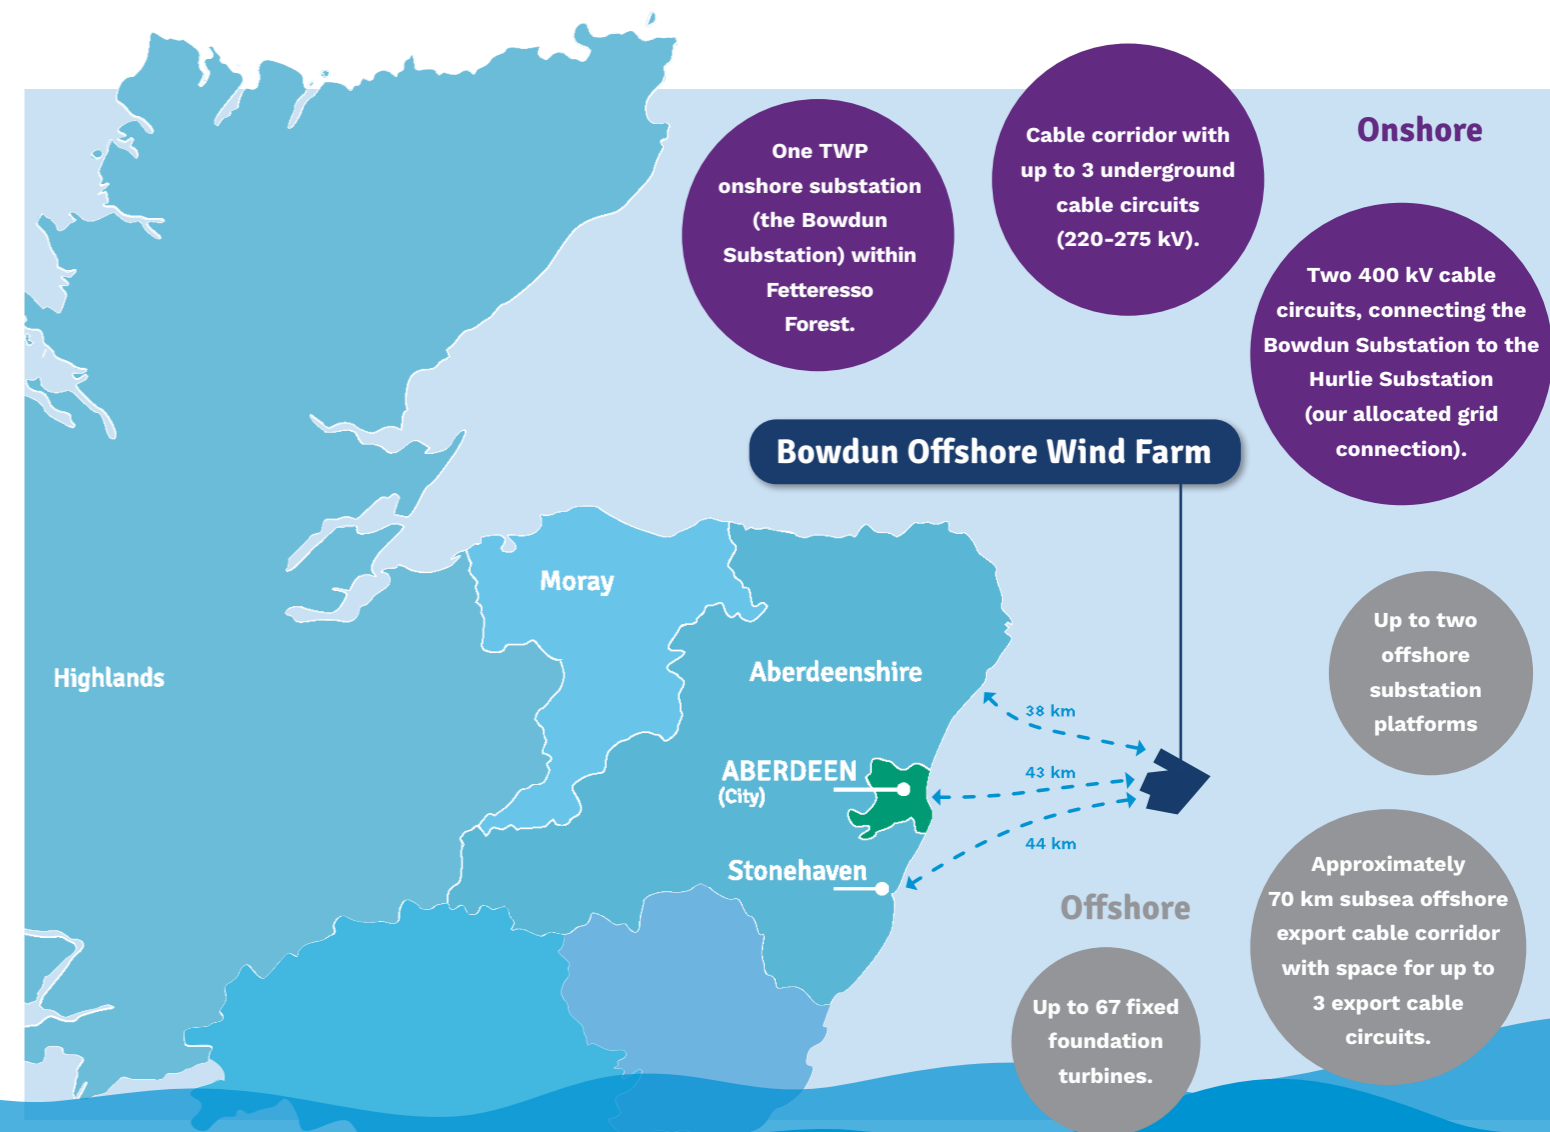 Onshore
One TWP
onshore substation
(the Bowdun
Substation) within
Fetteresso
Forest.
Cable corridor with
up to 3 underground
cable circuits
(220-275 kV).
Two 400 kV cable
circuits, connecting the
Bowdun Substation to the
Hurlie Substation
(our allocated grid
connection).
Bowdun Offshore Wind Farm
Moray
Highlands
Aberdeenshire
38 km
ABERDEEN
(City)
43 km
44 km
Stonehaven
Offshore
Up to two
offshore
substation
platforms
Approximately
70 km subsea offshore
export cable corridor
with space for up to
3 export cable
circuits.
Up to 67 fixed
foundation
turbines.